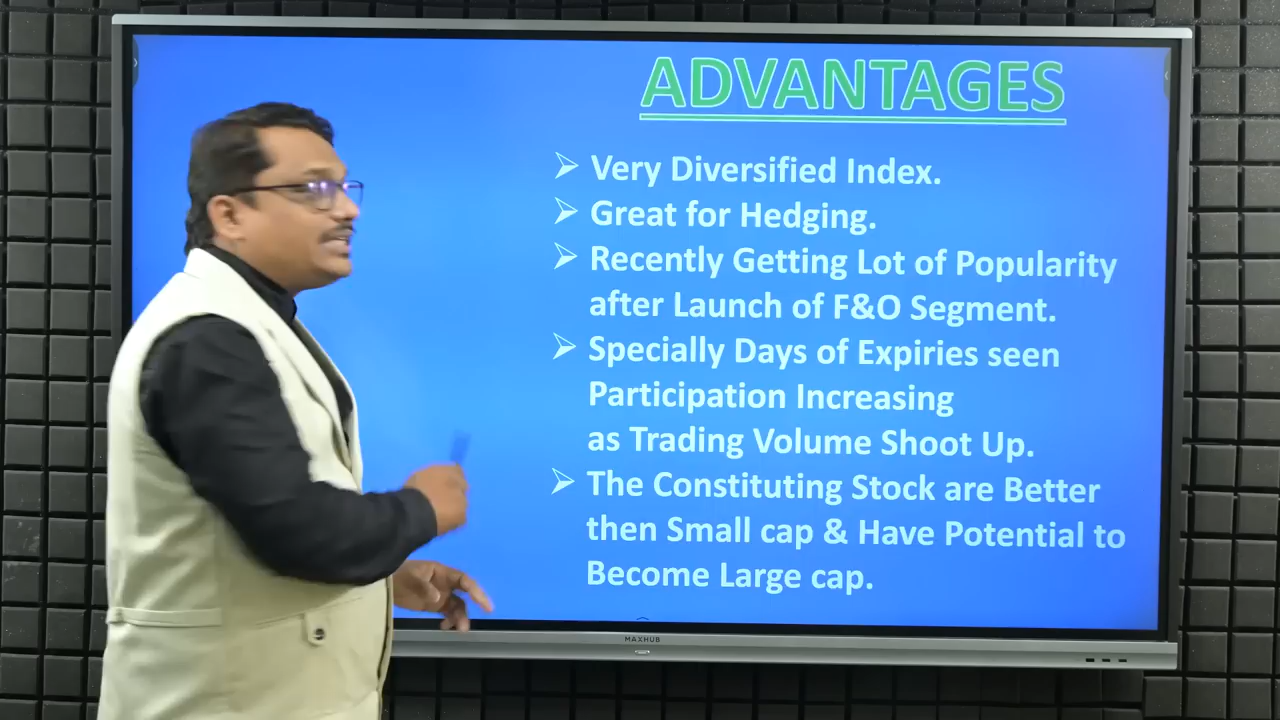 ADVANTAGES
Very Diversified Index.
Great for Hedging.
Recently Getting Lot of Popularity
after Launch of F&O Segment.
Specially Days of Expiries seen
Participation Increasing
as Trading Volume Shoot Up.
The Constituting Stock are Better
then Small cap & Have Potential to
Become Large cap.
MAXHUB